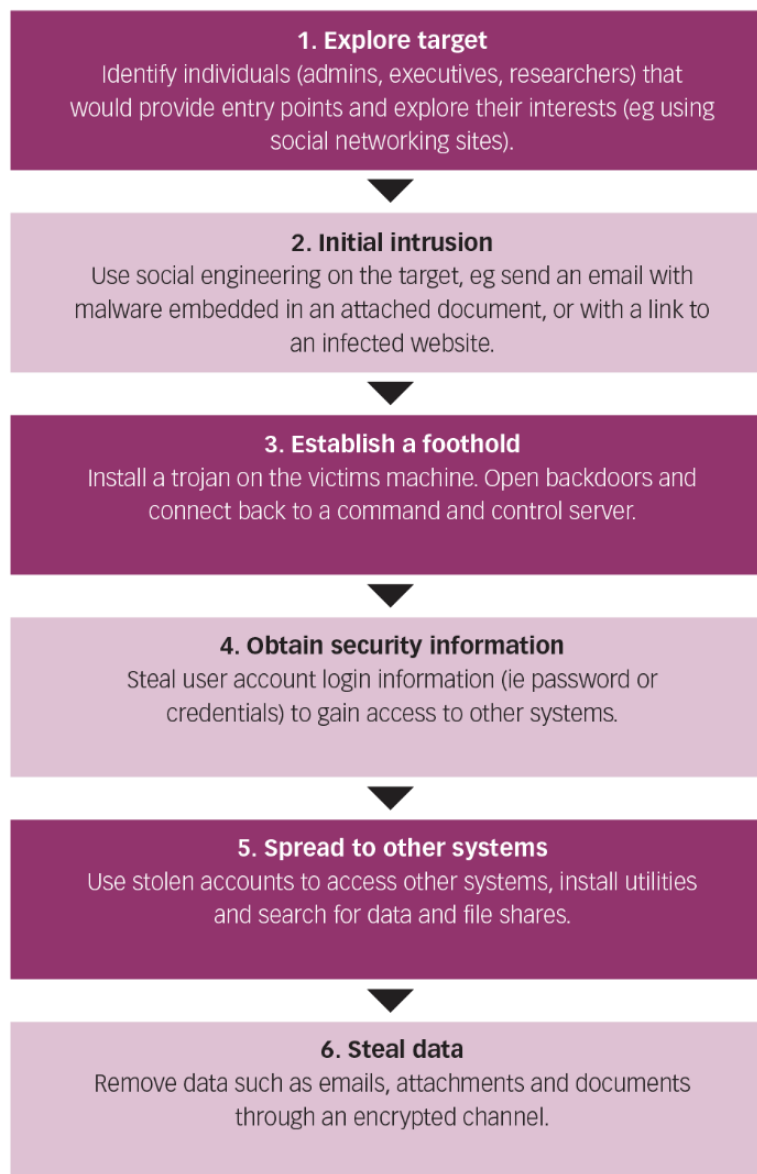 1. Explore target
Identify individuals (admins, executives, researchers) that
would provide entry points and explore their interests (eg using
social networking sites).
2. Initial intrusion
Use social engineering on the target, eg send an email with
malware embedded in an attached document, or with a link to
an infected website.
3. Establish a foothold
Install a trojan on the victims machine. Open backdoors and
connect back to a command and control server.
4. Obtain security information
Steal user account login information (ie password or
credentials) to gain access to other systems.
5. Spread to other systems
Use stolen accounts to access other systems, install utilities
and search for data and file shares.
6. Steal data
Remove data such as emails, attachments and documents
through an encrypted channel.